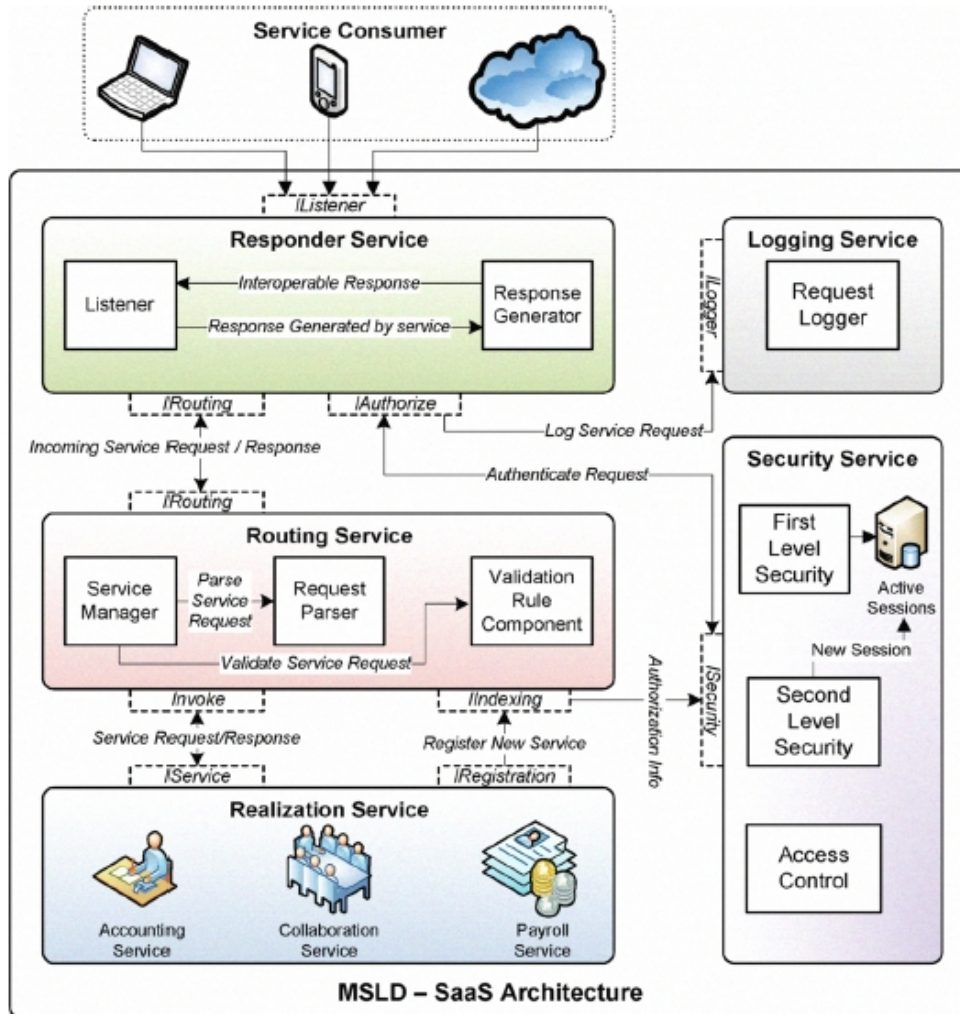 Service Consumer
IListener
Responder Service
Listener
Interoperable Response
Response Generated by service
Response
Generator
Logging Service
ILogger
Request
Logger
IRouting
IAuthorize
Log Service Request
Incoming Service Request / Response
Authenticate Request
IRouting
Routing Service
Service
Manager
Parse
Service
Request
Request
Parser
Validation
Rule
Component
Validate Service Request
Invoke
IIndexing
Authorization Info
Service Request/Response
Register New Service
IService
IRegistration
Realization Service
Accounting
Service
Collaboration
Service
Payroll
Service
Security Service
First
Level
Security
Active
Sessions
New Session
ISecurity
Second
Level
Security
Access
Control
MSLD – SaaS Architecture